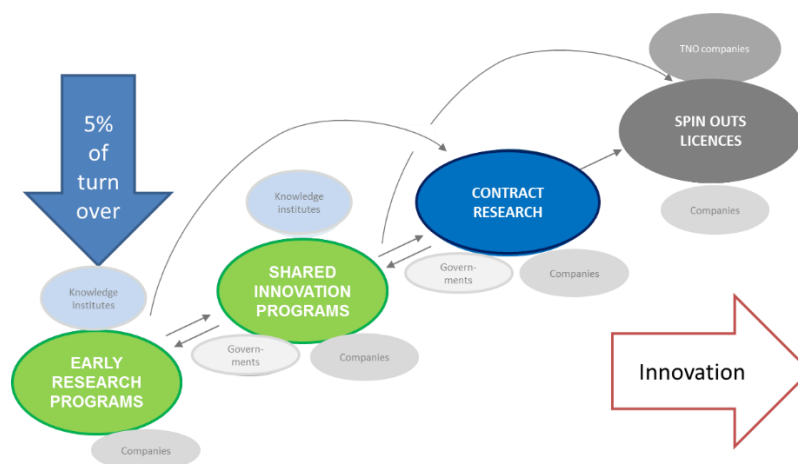 TNO companies
SPIN OUTS
LICENCES
Companies
5%
of
turn
over
Knowledge
institutes
CONTRACT
RESEARCH
Govern-
ments
Companies
Knowledge
Institutes
SHARED
INNOVATION
PROGRAMS
Govern-
ments
Companies
EARLY
RESEARCH
PROGRAMS
Companies
Innovation